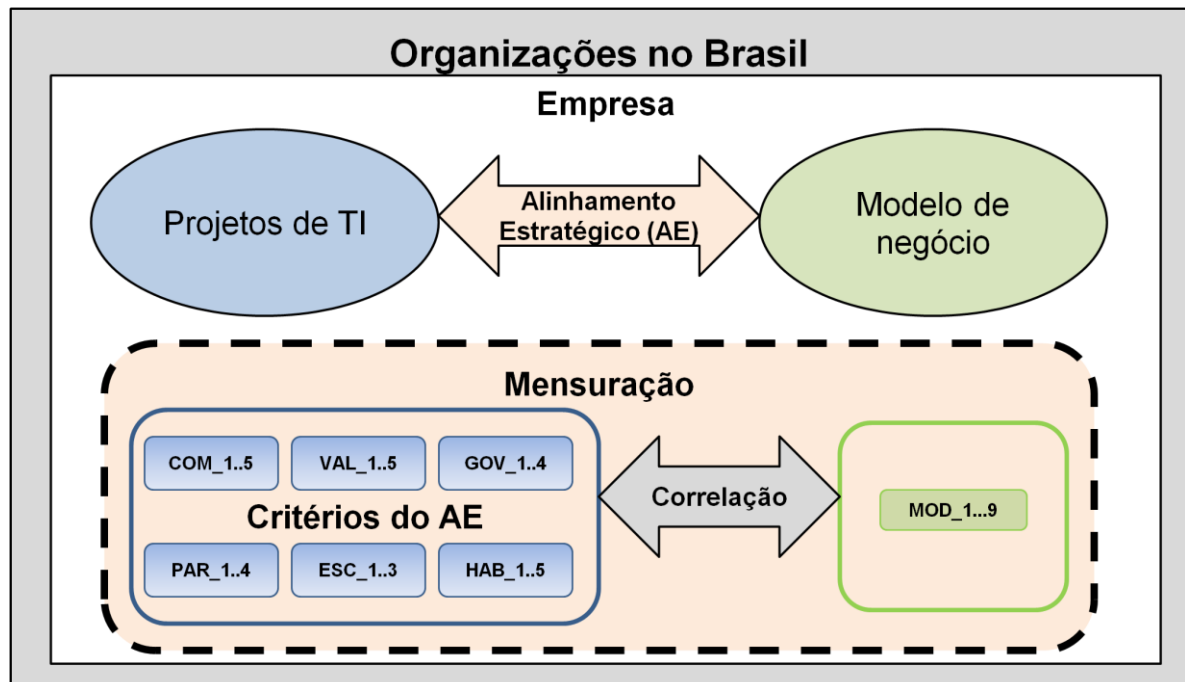 Organizações no Brasil
Empresa
Projetos de TI
Alinhamento
Estratégico (AE)
Modelo de
negócio
Mensuração
COM_1..5
VAL_1..5
GOV_1..4
Critérios do AE
PAR_1..4
ESC_1..3
HAB_1..5
Correlação
MOD_1...9